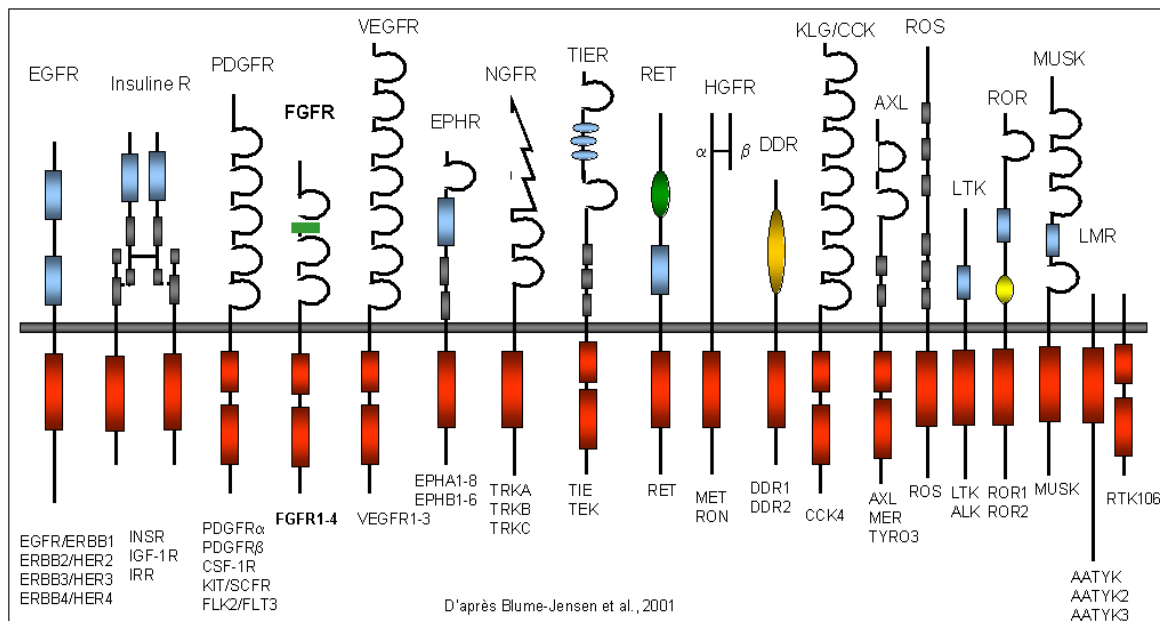 EGFR
Insuline R
PDGFR
FGFR
VEGFR
EPHR
NGFR
TIER
RET
HGFR
α
β
DDR
KLG/CCK
AXL
ROS
LTK
ROR
MUSK
LMR
EGFR/ERBB1
ERBB2/HER2
ERBB3/HER3
ERBB4/HER4
INSR
IGF-1R
IRR
PDGFRα
PDGFRβ
CSF-1R
KIT/SCFR
FLK2/FLT3
FGFR1-4
VEGFR1-3
EPHA1-8
EPHB1-6
TRKA
TRKB
TRKC
TIE
TEK
RET
MET
RON
DDR1
DDR2
CCK4
AXL
MER
TYRO3
ROS
LTK
ALK
ROR1
ROR2
MUSK
AATYK
AATYK2
AATYK3
RTK106
D'après Blume-Jensen et al., 2001